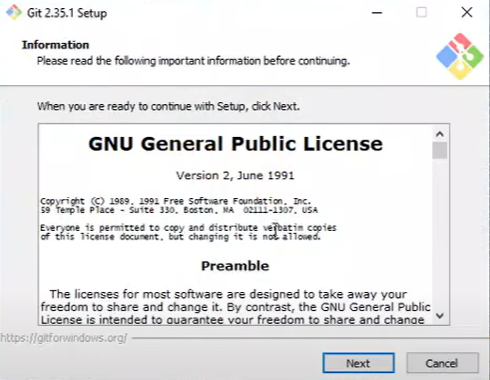 Git 2.35.1 Setup
Information
Please read the following important information before continuing.
When you are ready to continue with Setup, click Next.
GNU General Public License
Version 2, June 1991
Copyright (C) 1989, 1991 Free Software Foundation, Inc.
59 Temple Place - Suite 330, Boston, MA  02111-1307, USA
Everyone is permitted to copy and distribute verbatim copies
of this license document, but changing it is not allowed.
Preamble
The licenses for most software are designed to take away your
freedom to share and change it. By contrast, the GNU General Public
License is intended to guarantee your freedom to share and change
https://gitforwindows.org/
Next
Cancel